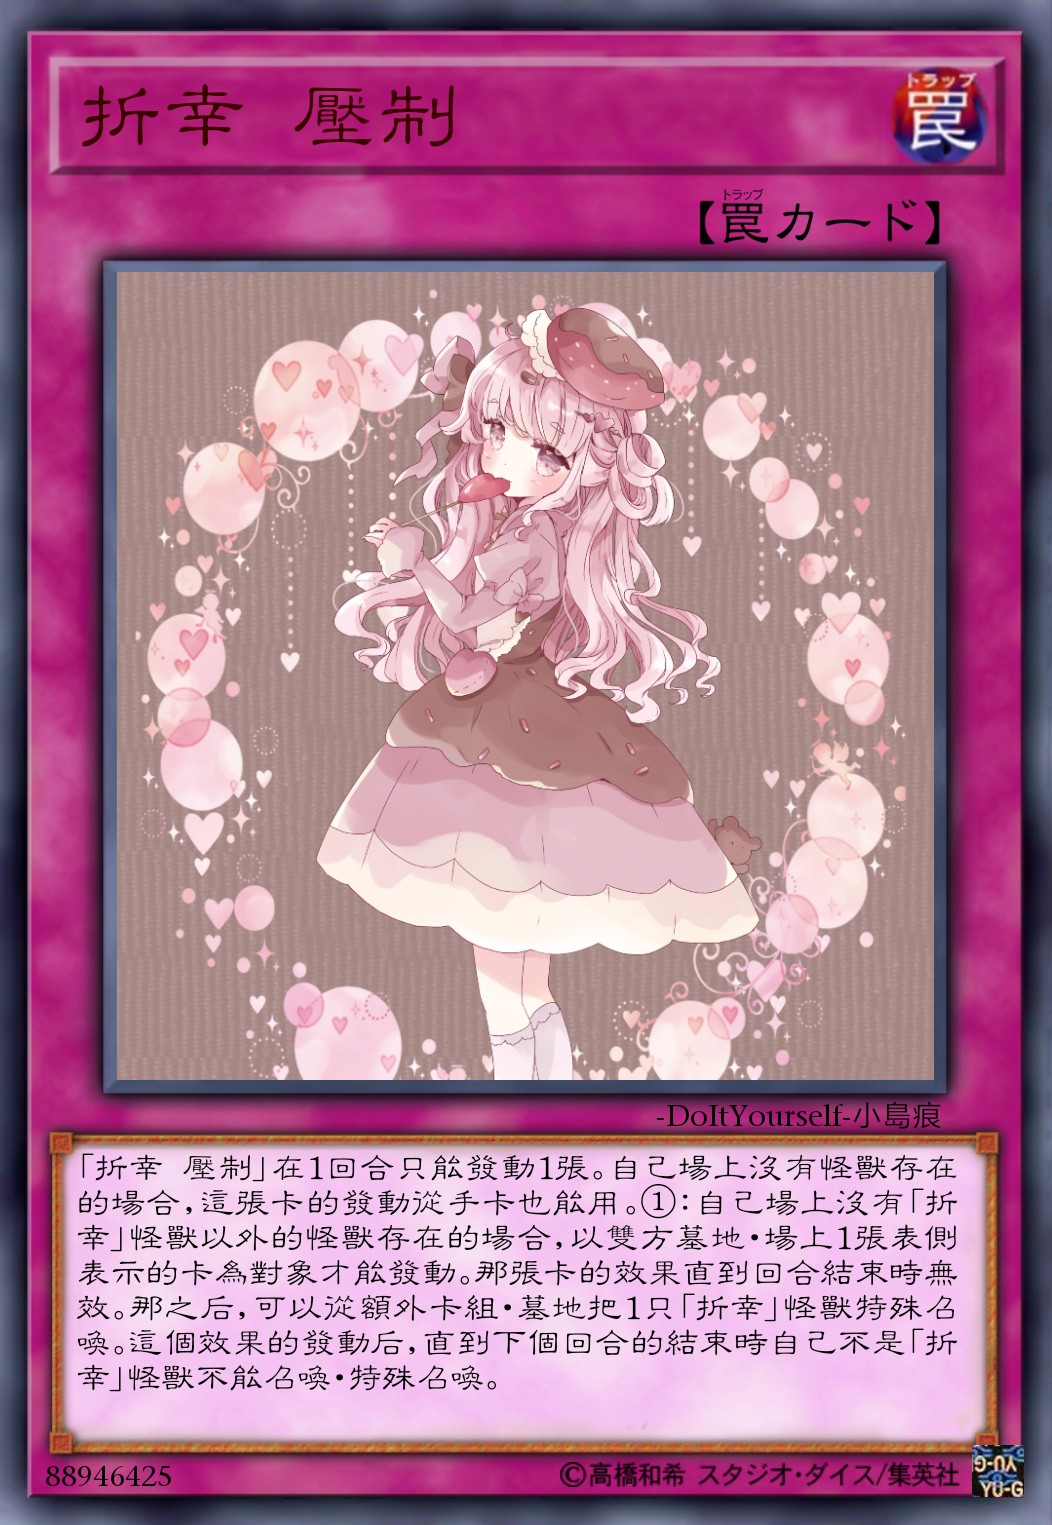 折幸 壓制
トラップ
罠
トラップ
【罠カード】
-DoItYourself-小島痕
「折幸 壓制」在1回合只能發動1張。自己場上沒有怪獸存在
的場合,這張卡的發動從手卡也能用。①:自己場上沒有「折
幸」怪獸以外的怪獸存在的場合,以雙方墓地・場上1張表側
表示的卡為對象才能發動。那張卡的效果直到回合結束時無
效。那之后,可以從額外卡組・墓地把1只「折幸」怪獸特殊召
喚。這個效果的發動后,直到下個回合的結束時自己不是「折
幸」怪獸不能召喚・特殊召喚。
88946425
©高橋和希 スタジオ・ダイス/集英社
YU-G
YU-G